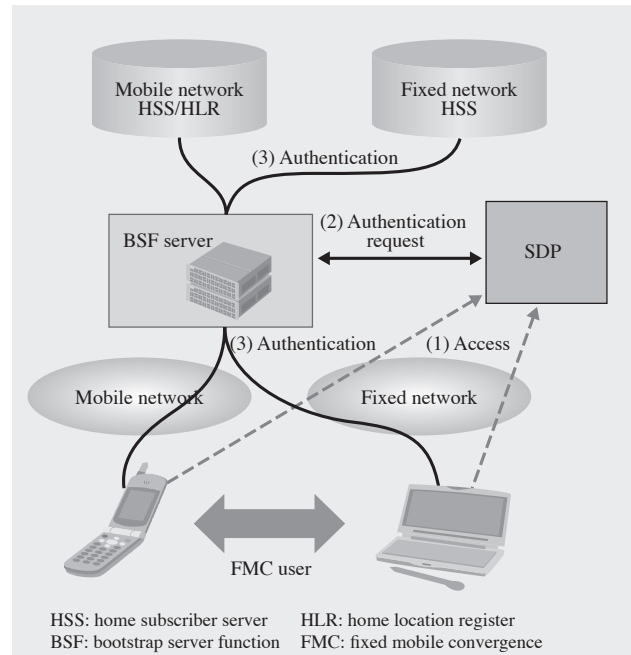 Mobile network
HSS/HLR
Fixed network
HSS
(3) Authentication
BSF server
(2) Authentication
request
SDP
(3) Authentication
(1) Access
Mobile network
Fixed network
FMC user
HSS: home subscriber server
HLR: home location register
BSF: bootstrap server function
FMC: fixed mobile convergence